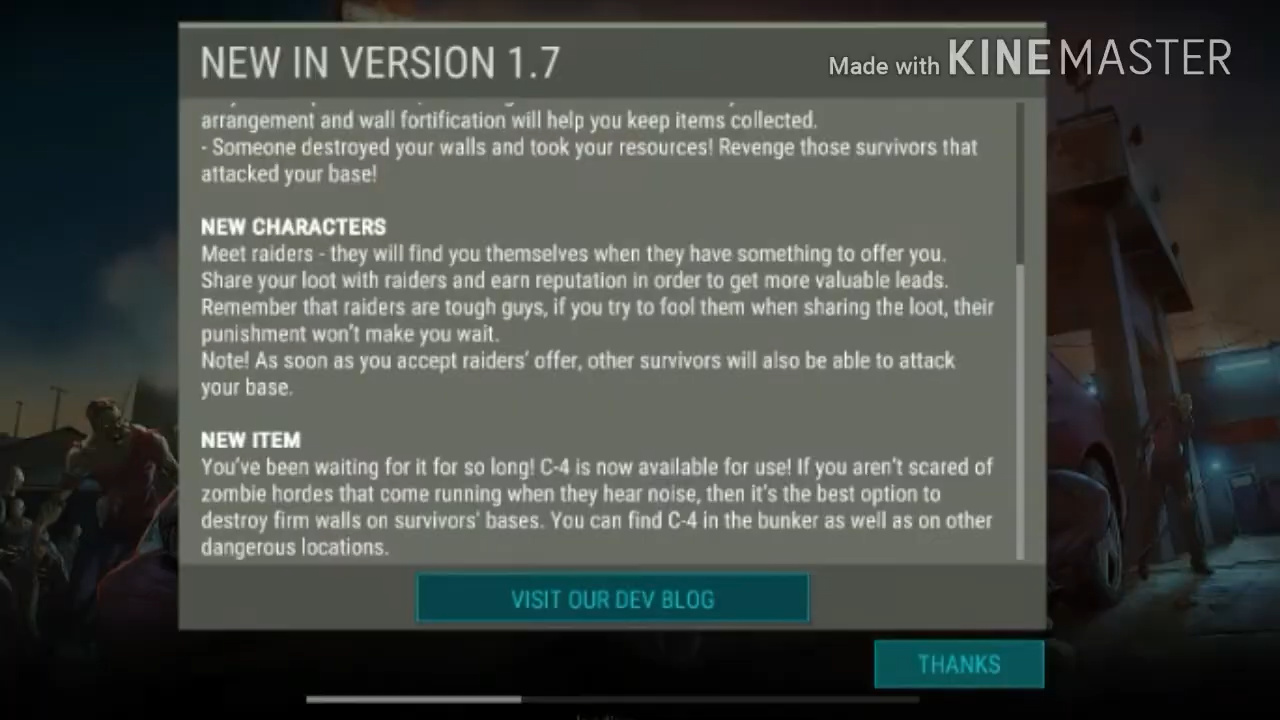 NEW IN VERSION 1.7
Made with KINEMASTER
arrangement and wall fortification will help you keep items collected.
- Someone destroyed your walls and took your resources! Revenge those survivors that
attacked your base!
NEW CHARACTERS
Meet raiders - they will find you themselves when they have something to offer you.
Share your loot with raiders and earn reputation in order to get more valuable leads.
Remember that raiders are tough guys, if you try to fool them when sharing the loot, their
punishment won't make you wait.
Note! As soon as you accept raiders' offer, other survivors will also be able to attack
your base.
NEW ITEM
You've been waiting for it for so long! C-4 is now available for use! If you aren't scared of
zombie hordes that come running when they hear noise, then it's the best option to
destroy firm walls on survivors' bases. You can find C-4 in the bunker as well as on other
dangerous locations.
VISIT OUR DEV BLOG
THANKS